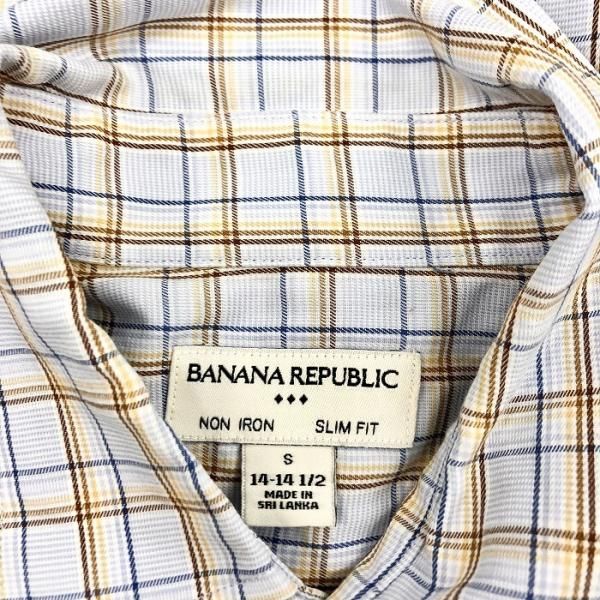 BANANA REPUBLIC
NON IRON SLIM FIT
S
14-14 1/2
MADE IN
SRI LANKA